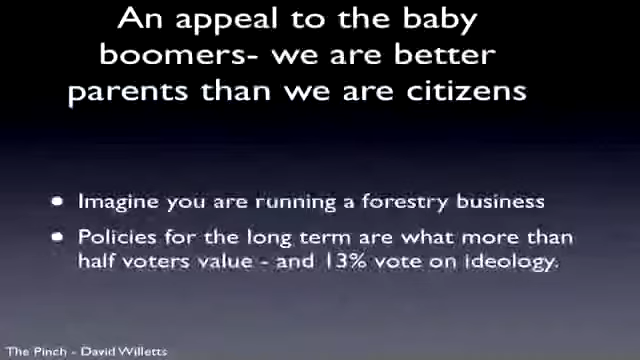 An appeal to the baby
boomers- we are better
parents than we are citizens
• Imagine you are running a forestry business
• Policies for the long term are what more than
half voters value - and 13% vote on ideology.
The Pinch - David Willetts